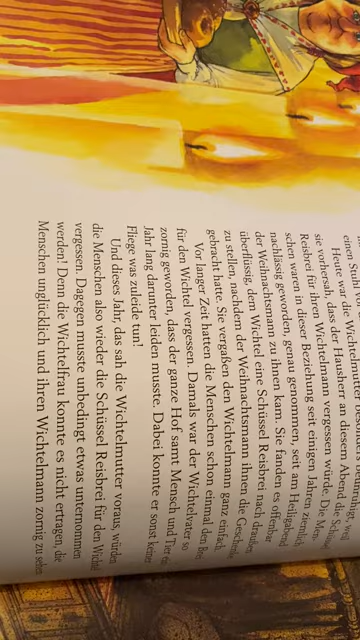 einen Stuhl vor
Heute war die Wichtelmutter besonders
sie vorhersah, dass der Hausherr an diesem Abend die Schüssel
Reisbrei für ihren Wichtelmann vergessen würde. Die Men-
schen waren in dieser Beziehung seit einigen Jahren ziemlich
nachlässig geworden, genau genommen, seit am Heiligabend
der Weihnachtsmann zu ihnen kam. Sie fanden es offenbar
überflüssig, dem Wichtel eine Schüssel Reisbrei nach draußen
zu stellen, nachdem der Weihnachtsmann ihnen die Geschenke
gebracht hatte. Sie vergaßen den Wichtelmann ganz einfach.
Vor langer Zeit hatten die Menschen schon einmal den Brei
für den Wichtel vergessen. Damals war der Wichtelvater so
zornig geworden, dass der ganze Hof samt Mensch und Tier ein
Jahr lang darunter leiden musste. Dabei konnte er sonst keiner
Fliege was zuleide tun!
Und dieses Jahr, das sah die Wichtelmutter voraus, würden
die Menschen also wieder die Schüssel Reisbrei für den Wichtel
vergessen. Dagegen musste unbedingt etwas unternommen
werden! Denn die Wichtelfrau konnte es nicht ertragen, die
Menschen unglücklich und ihren Wichtelmann zornig zu sehen.